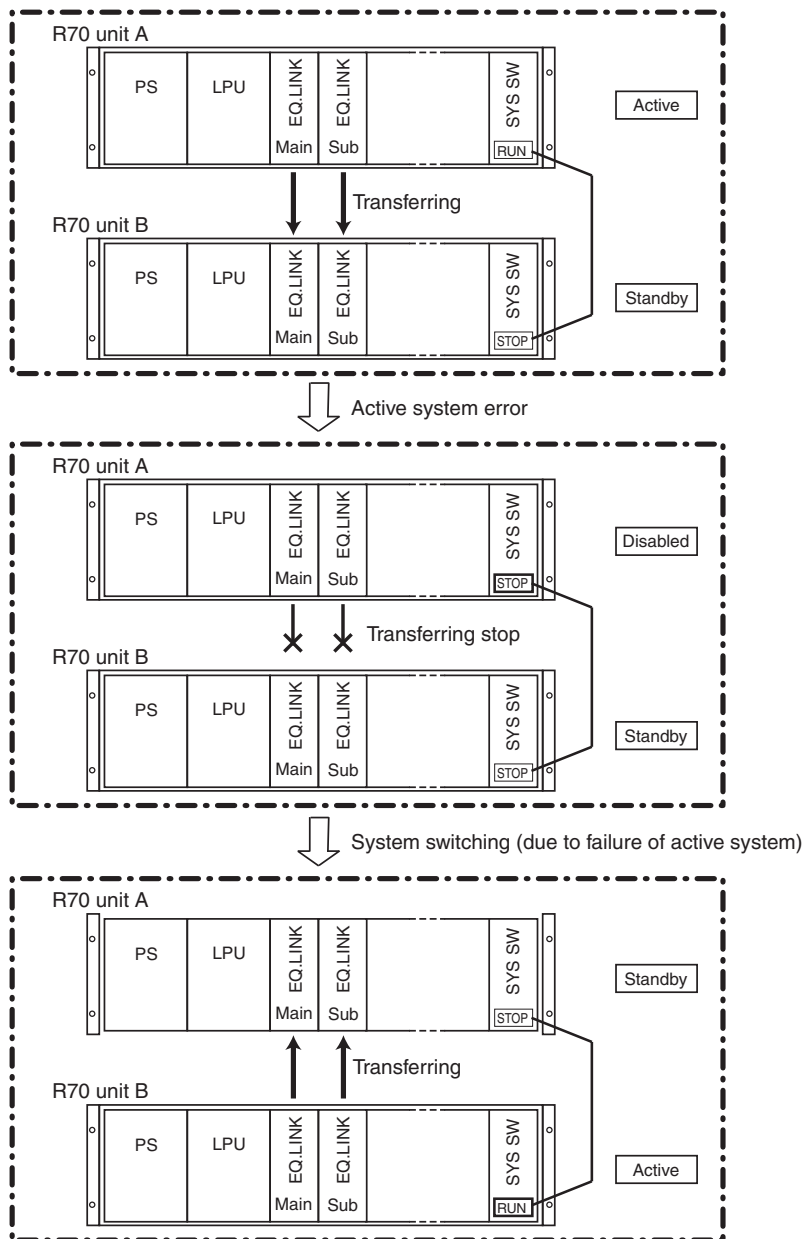 R70 unit A
PS LPU EQ.LINK EQ.LINK SYS SW
Active
Main Sub RUN
Transferring
R70 unit B
PS LPU EQ.LINK EQ.LINK SYS SW
Standby
Main Sub STOP
Active system error
R70 unit A
PS LPU EQ.LINK EQ.LINK SYS SW
Disabled
Main Sub STOP
Transferring stop
R70 unit B
PS LPU EQ.LINK EQ.LINK SYS SW
Standby
Main Sub STOP
System switching (due to failure of active system)
R70 unit A
PS LPU EQ.LINK EQ.LINK SYS SW
Standby
Main Sub STOP
Transferring
R70 unit B
PS LPU EQ.LINK EQ.LINK SYS SW
Active
Main Sub RUN